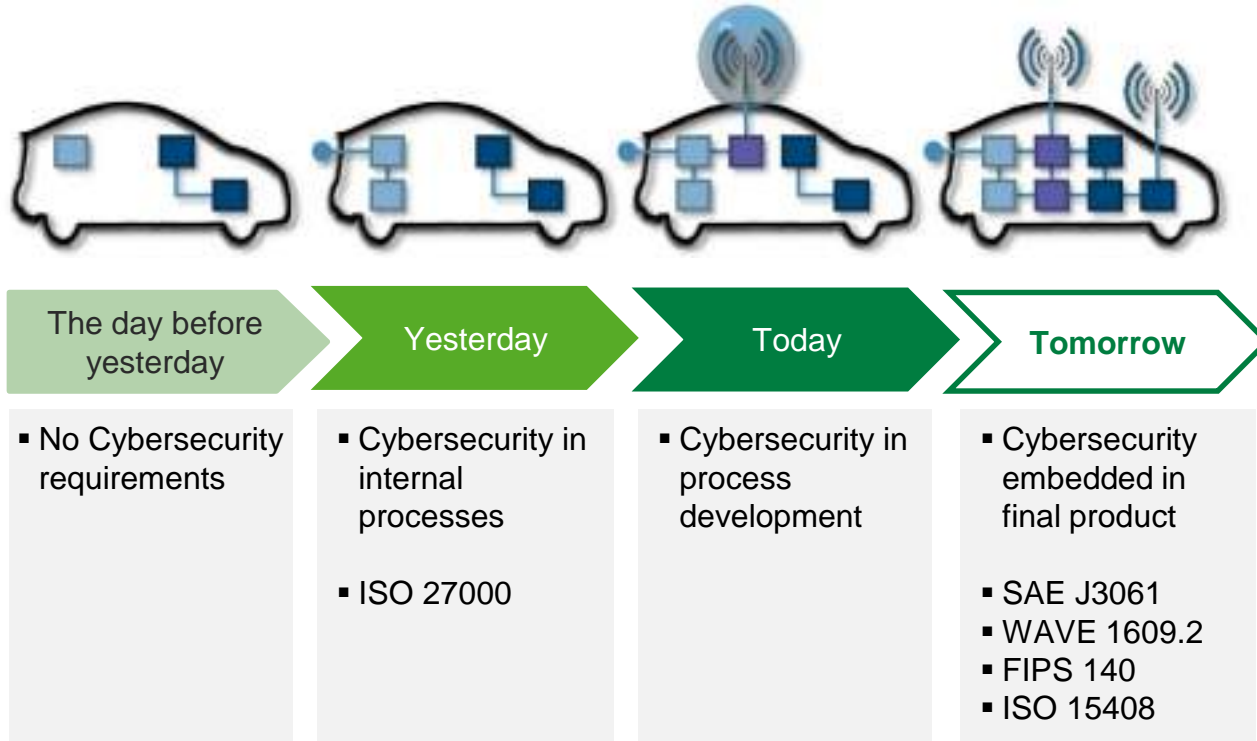 The day before
yesterday
Yesterday
Today
Tomorrow
▪ No Cybersecurity
requirements
▪ Cybersecurity in
internal
processes
▪ ISO 27000
▪ Cybersecurity in
process
development
▪ Cybersecurity
embedded in
final product
▪ SAE J3061
▪ WAVE 1609.2
▪ FIPS 140
▪ ISO 15408